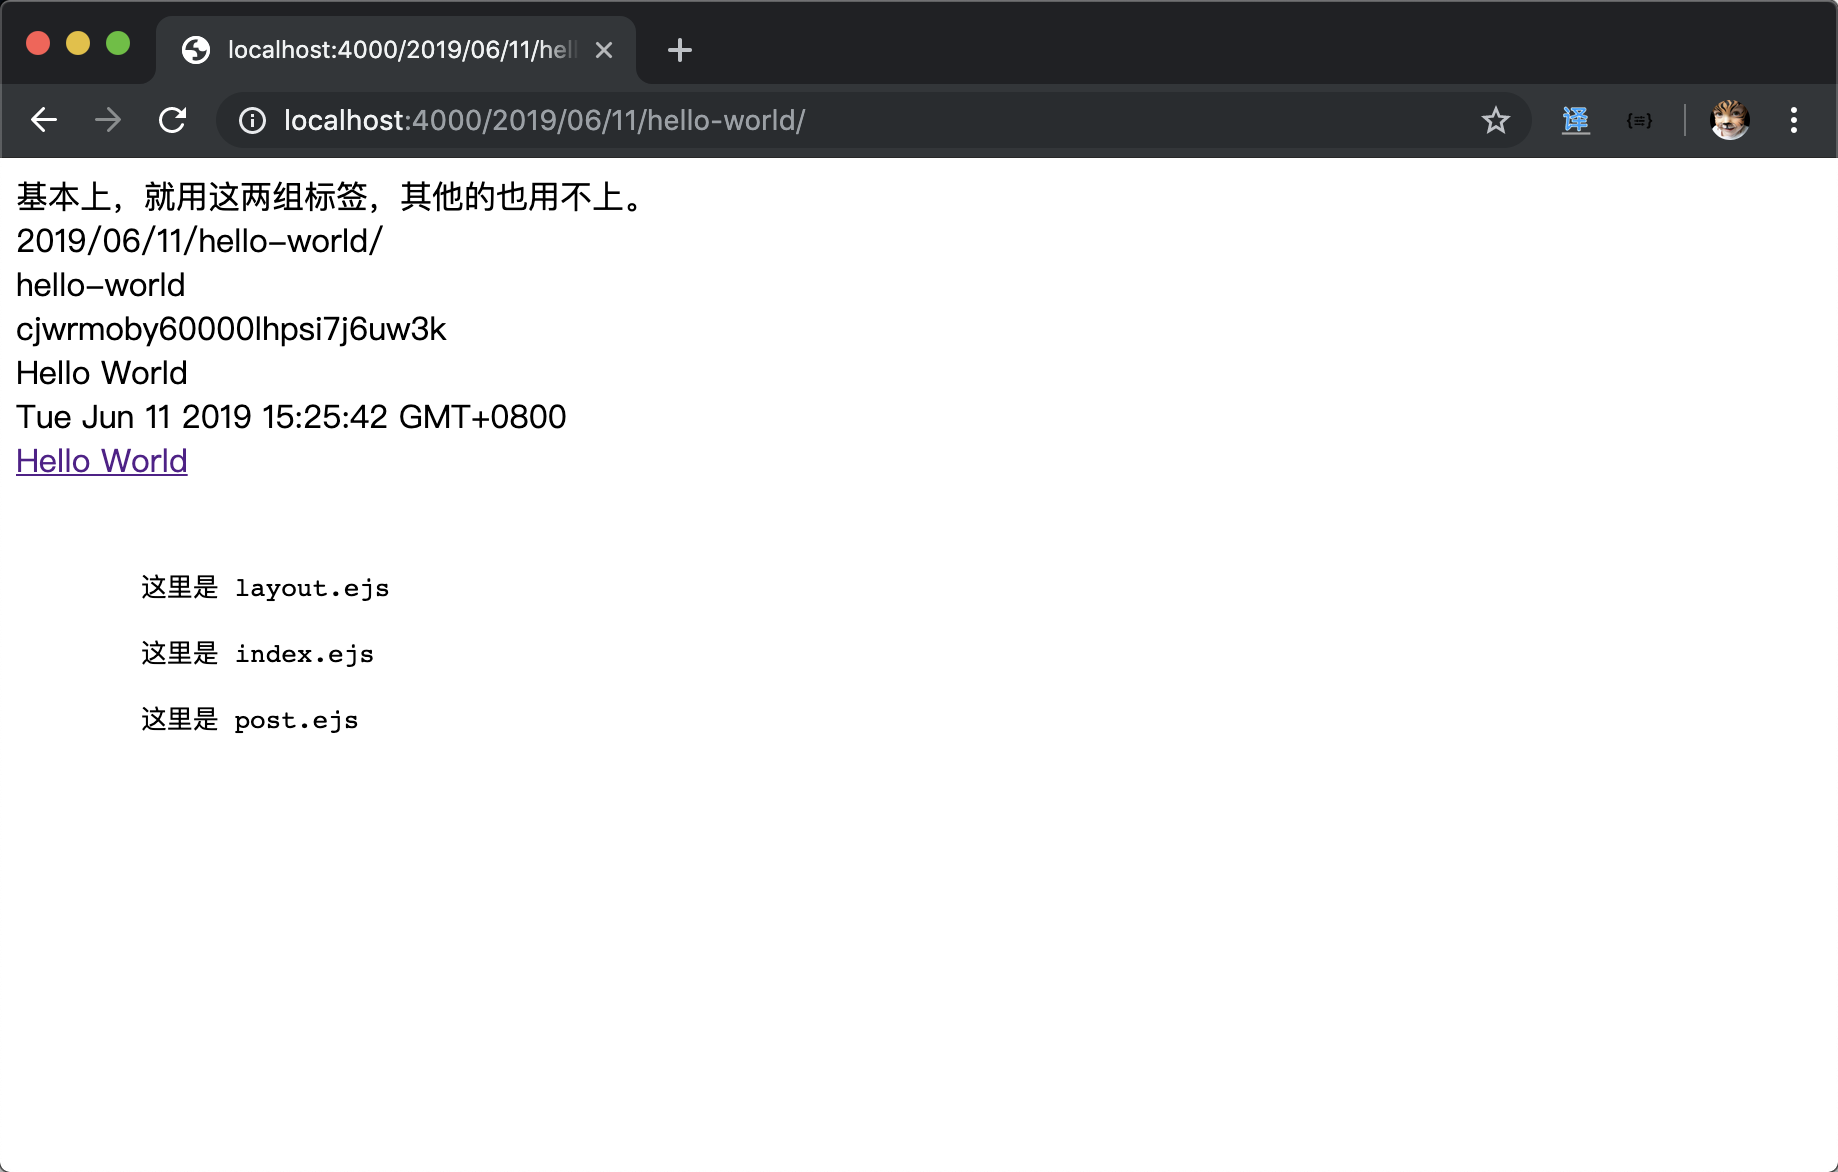 localhost:4000/2019/06/11/hell
localhost:4000/2019/06/11/hello-world/
译
{≡}
基本上，就用这两组标签，其他的也用不上。
2019/06/11/hello-world/
hello-world
cjwrmoby60000lhpsi7j6uw3k
Hello World
Tue Jun 11 2019 15:25:42 GMT+0800
Hello World
这里是 layout.ejs
这里是 index.ejs
这里是 post.ejs